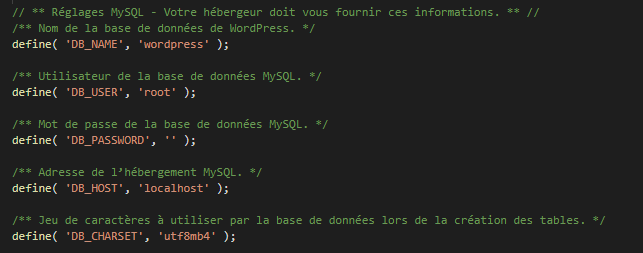 // ** Réglages MySQL - Votre hébergeur doit vous fournir ces informations. ** //
/** Nom de la base de données de WordPress. */
define( 'DB_NAME', 'wordpress' );
/** Utilisateur de la base de données MySQL. */
define( 'DB_USER', 'root' );
/** Mot de passe de la base de données MySQL. */
define( 'DB_PASSWORD', '' );
/** Adresse de l’hébergement MySQL. */
define( 'DB_HOST', 'localhost' );
/** Jeu de caractères à utiliser par la base de données lors de la création des tables. */
define( 'DB_CHARSET', 'utf8mb4' );